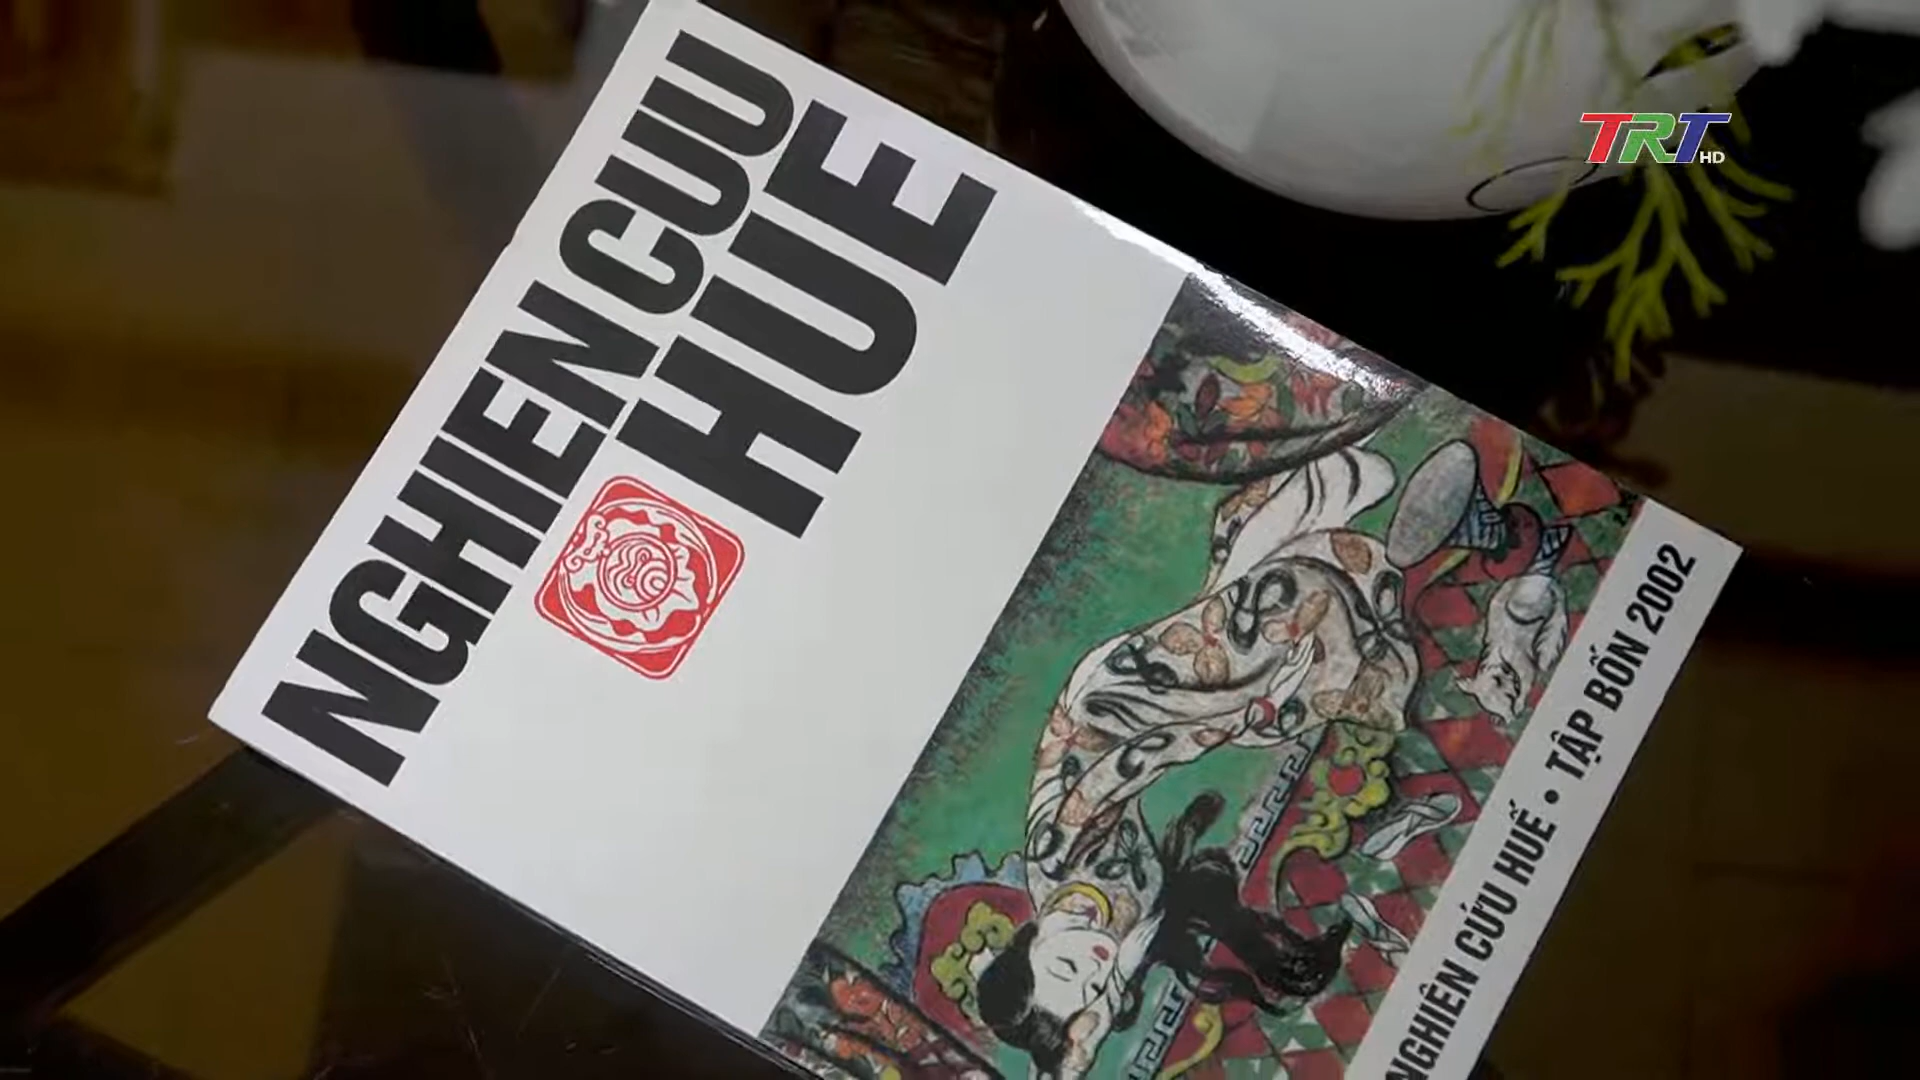 NGHIEN CUU
HUE
NGHIÊN CỨU HUẾ • TẬP BỐN 2002
TRT HD